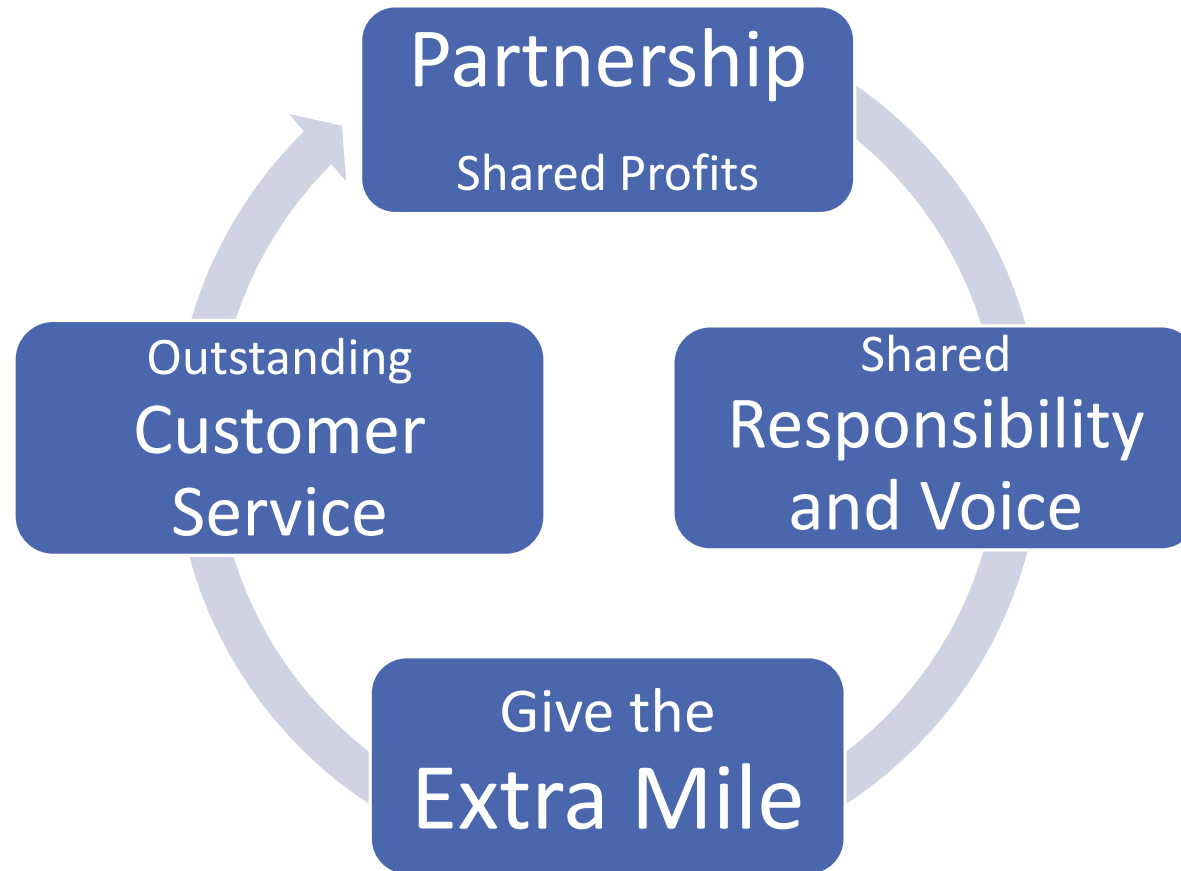 Partnership
Shared Profits
Shared
Responsibility
and Voice
Give the
Extra Mile
Outstanding
Customer
Service